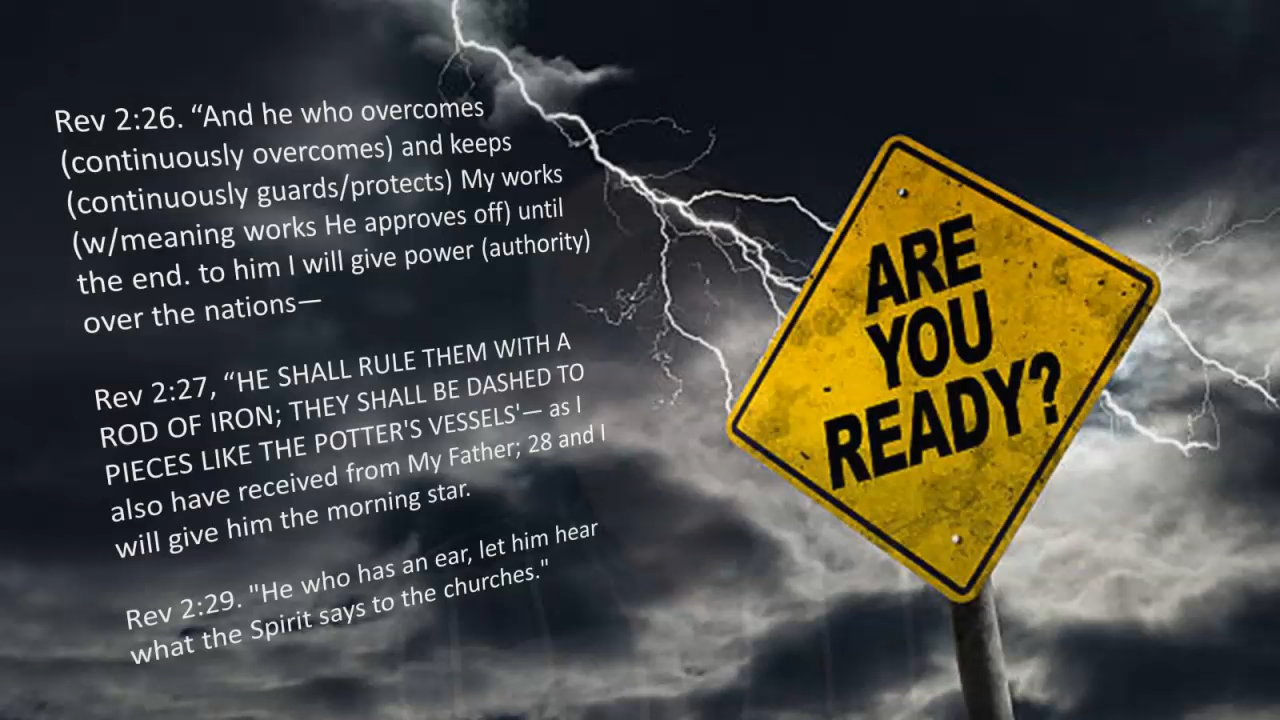 Rev 2:26. “And he who overcomes
(continuously overcomes) and keeps
(continuously guards/protects) My works
(w/meaning works He approves off) until
the end. to him I will give power (authority)
over the nations—
Rev 2:27, “HE SHALL RULE THEM WITH A
ROD OF IRON; THEY SHALL BE DASHED TO
PIECES LIKE THE POTTER'S VESSELS'— as I
also have received from My Father; 28 and I
will give him the morning star.
Rev 2:29. "He who has an ear, let him hear
what the Spirit says to the churches."
ARE
YOU
READY?